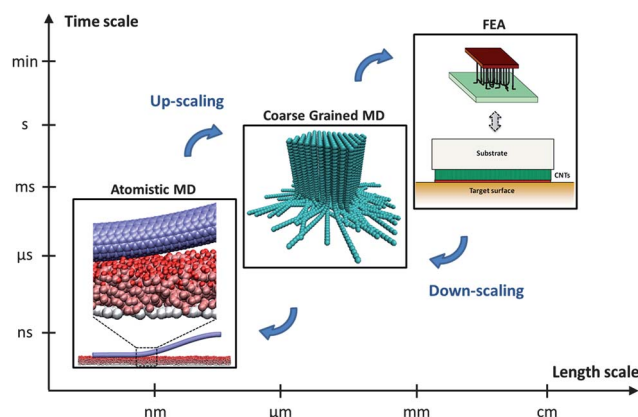 Time scale
FEA
min
Up-scaling
Coarse Grained MD
s
Substrate
CNTs
Target surface
ms
Atomistic MD
μs
Down-scaling
ns
Length scale
nm
μm
mm
cm